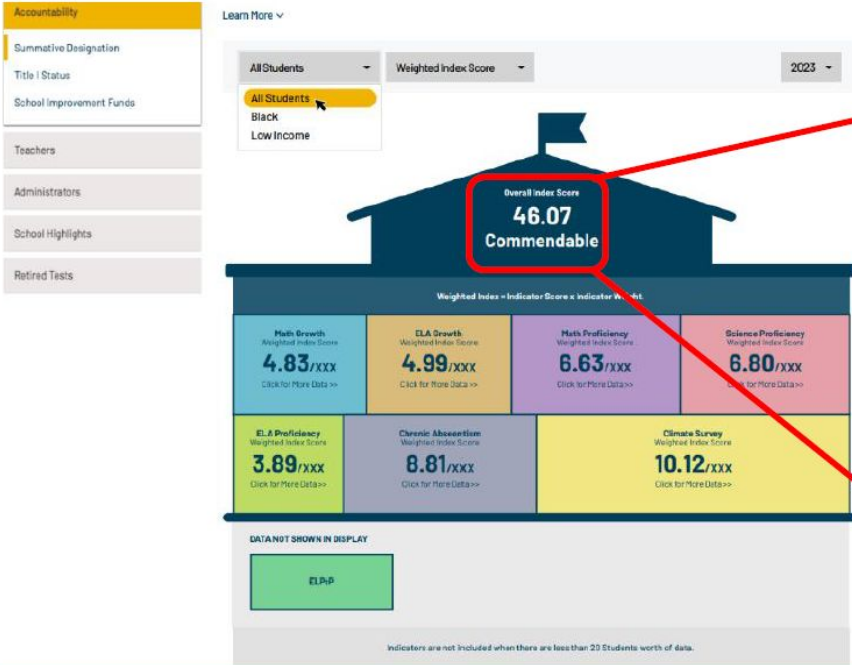 Accountability
Summative Designation
Title I Status
School Improvement Funds
Teachers
Administrators
School Highlights
Retired Tests
Learn More
All Students
Weighted Index Score
2023
All Students
Black
Low Income
Overall Index Score
46.07
Commendable
Weighted Index = Indicator Score x Indicator Weight.
Math Growth
Weighted Index Score
4.83/XXX
Click for More Data >>
ELA Growth
Weighted Index Score
4.99/XXX
Click for More Data >>
Math Proficiency
Weighted Index Score
6.63/XXX
Click for More Data >>
Science Proficiency
Weighted Index Score
6.80/XXX
Click for More Data >>
ELA Proficiency
Weighted Index Score
3.89/XXX
Click for More Data >>
Chronic Absenteeism
Weighted Index Score
8.81/XXX
Click for More Data >>
Climate Survey
Weighted Index Score
10.12/XXX
Click for More Data >>
DATA NOT SHOWN IN DISPLAY
ELPtP
Indicators are not included when there are less than 20 Students worth of data.